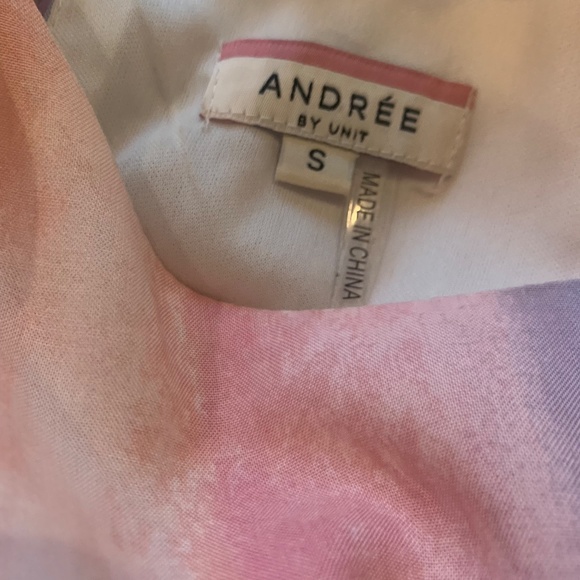 ANDRÉE
BY UNIT
S
MADE IN CHINA